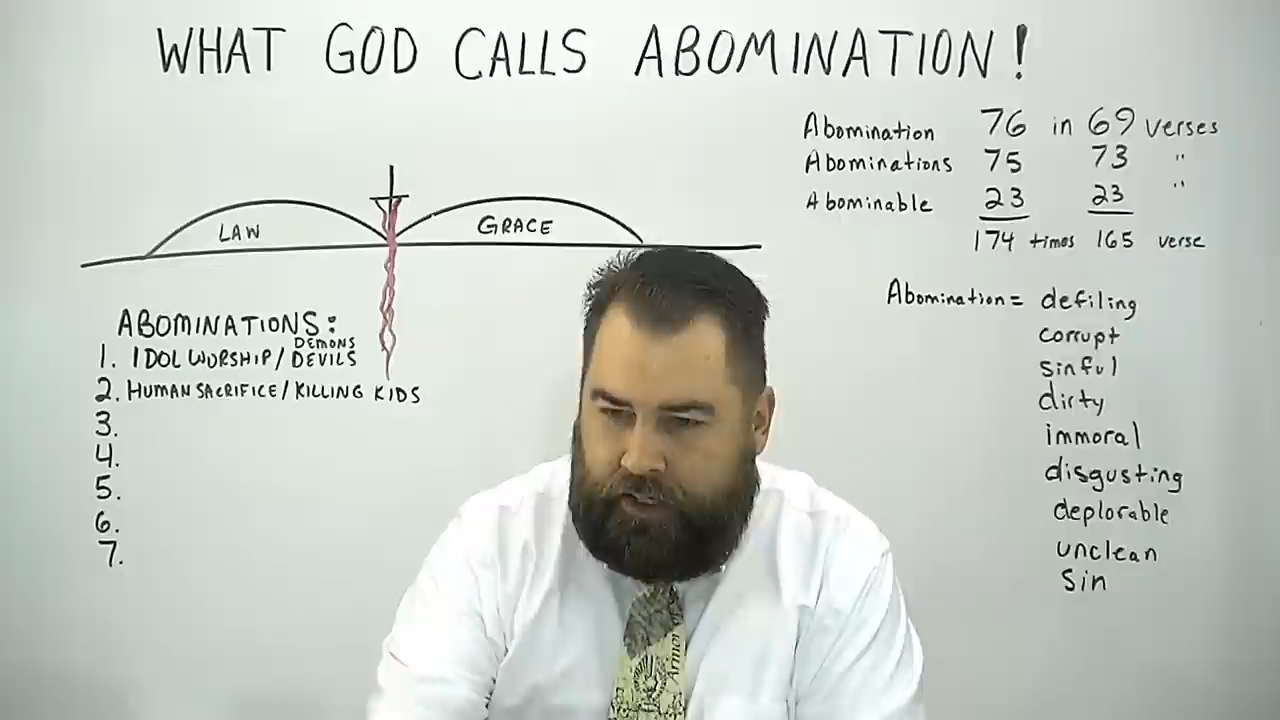 WHAT GOD CALLS ABOMINATION!
Abomination 76 in 69 verses
Abominations 75 73 "
Abominable 23 23 "
174 times 165 verse
LAW GRACE
Abomination = defiling
corrupt
sinful
dirty
immoral
disgusting
deplorable
unclean
Sin
ABOMINATIONS:
DEMONS
1. IDOL WORSHIP/DEVILS
2. HUMAN SACRIFICE/KILLING KIDS
3.
4.
5.
6.
7.
Armor